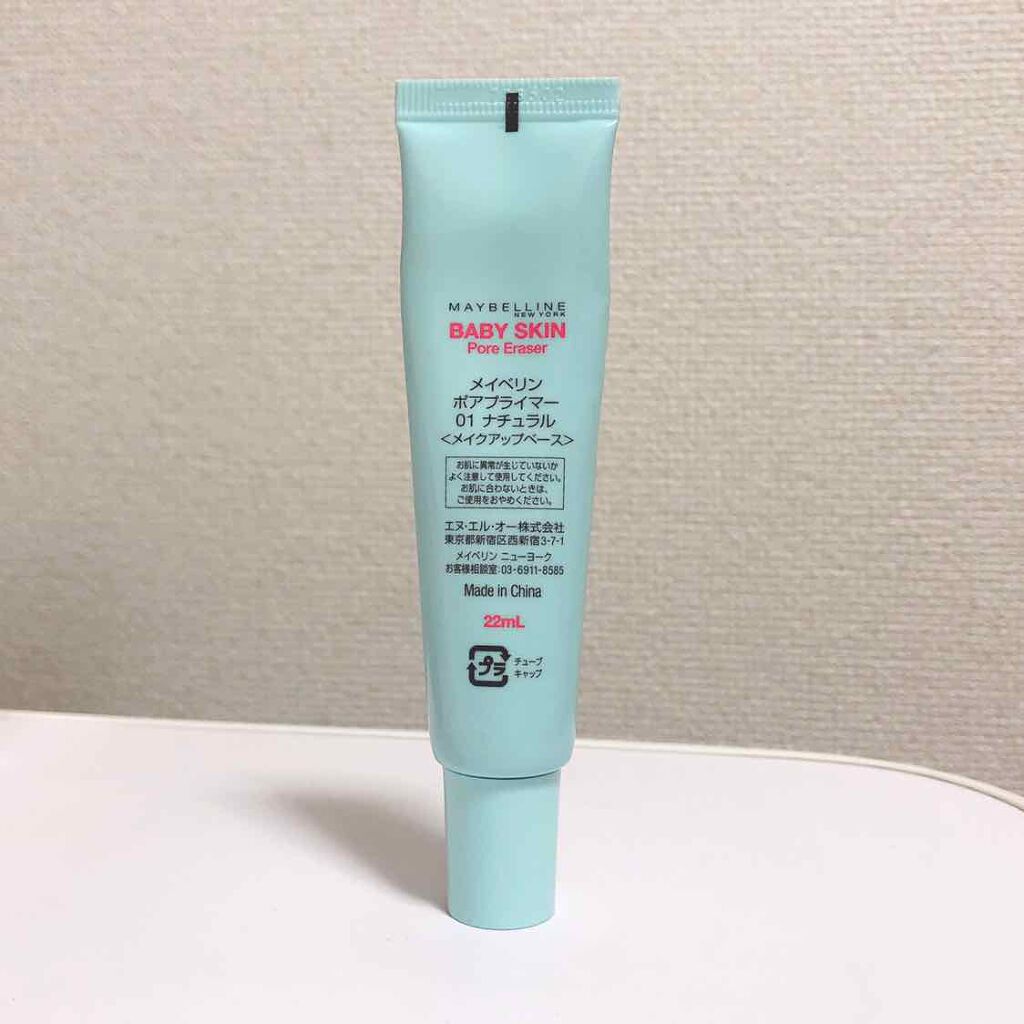 MAYBELLINE
NEW YORK
BABY SKIN
Pore Eraser
メイベリン
ポアプライマー
01 ナチュラル
<メイクアップベース>
お肌に異常が生じていないか
よく注意して使用してください。
お肌に合わないときは、
ご使用をおやめください。
エヌ・エル・オー株式会社
東京都新宿区西新宿3-7-1
メイベリン ニューヨーク
お客様相談室:03-6911-8585
Made in China
22mL
プラ
チューブ
キャップ